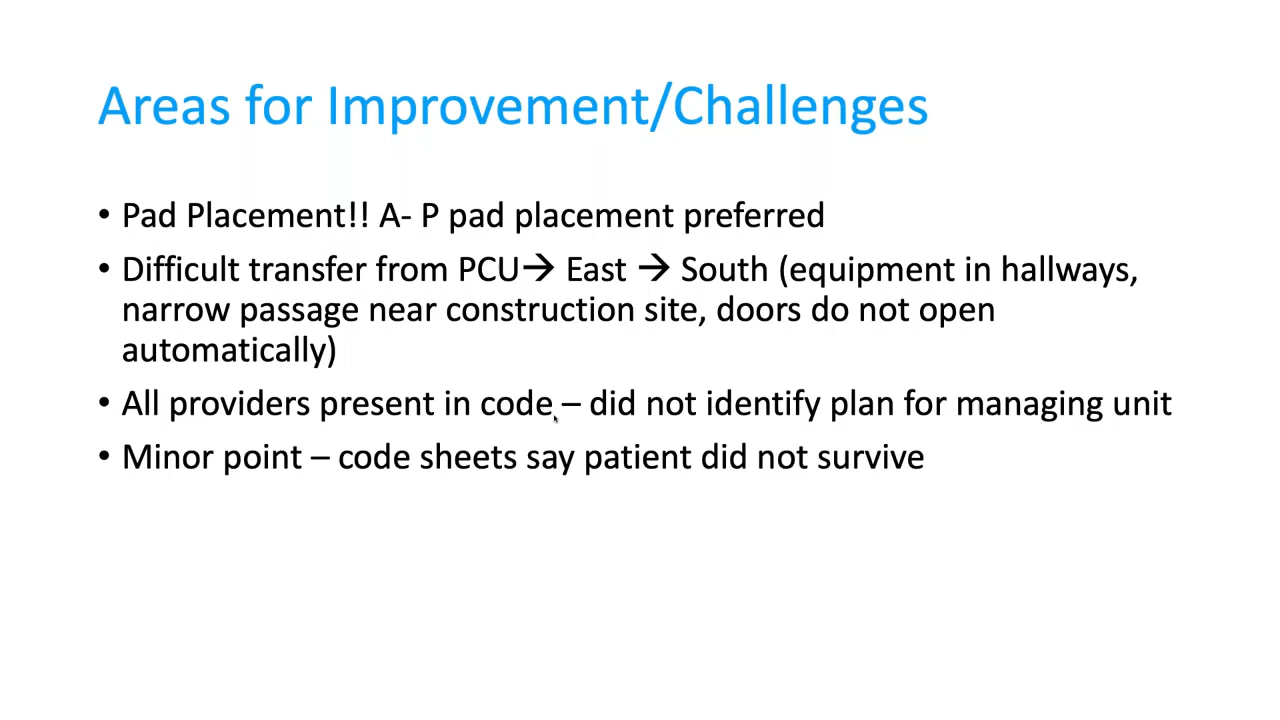 Areas for Improvement/Challenges
• Pad Placement!! A- P pad placement preferred
• Difficult transfer from PCU→ East → South (equipment in hallways,
narrow passage near construction site, doors do not open
automatically)
• All providers present in code – did not identify plan for managing unit
• Minor point – code sheets say patient did not survive